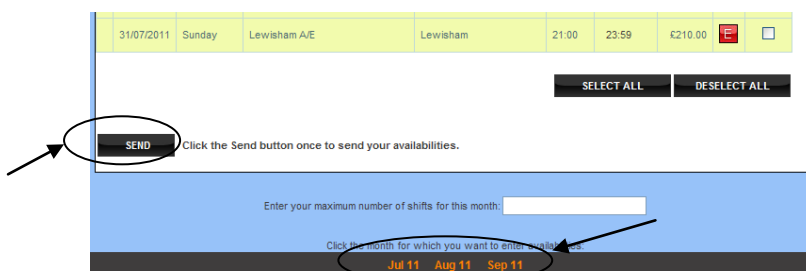 31/07/2011 Sunday Lewisham A/E Lewisham 21:00 23:59 £210.00 E
SELECT ALL DESELECT ALL
SEND Click the Send button once to send your availabilities.
Enter your maximum number of shifts for this month:
Click the month for which you want to enter availabilities.
Jul 11 Aug 11 Sep 11